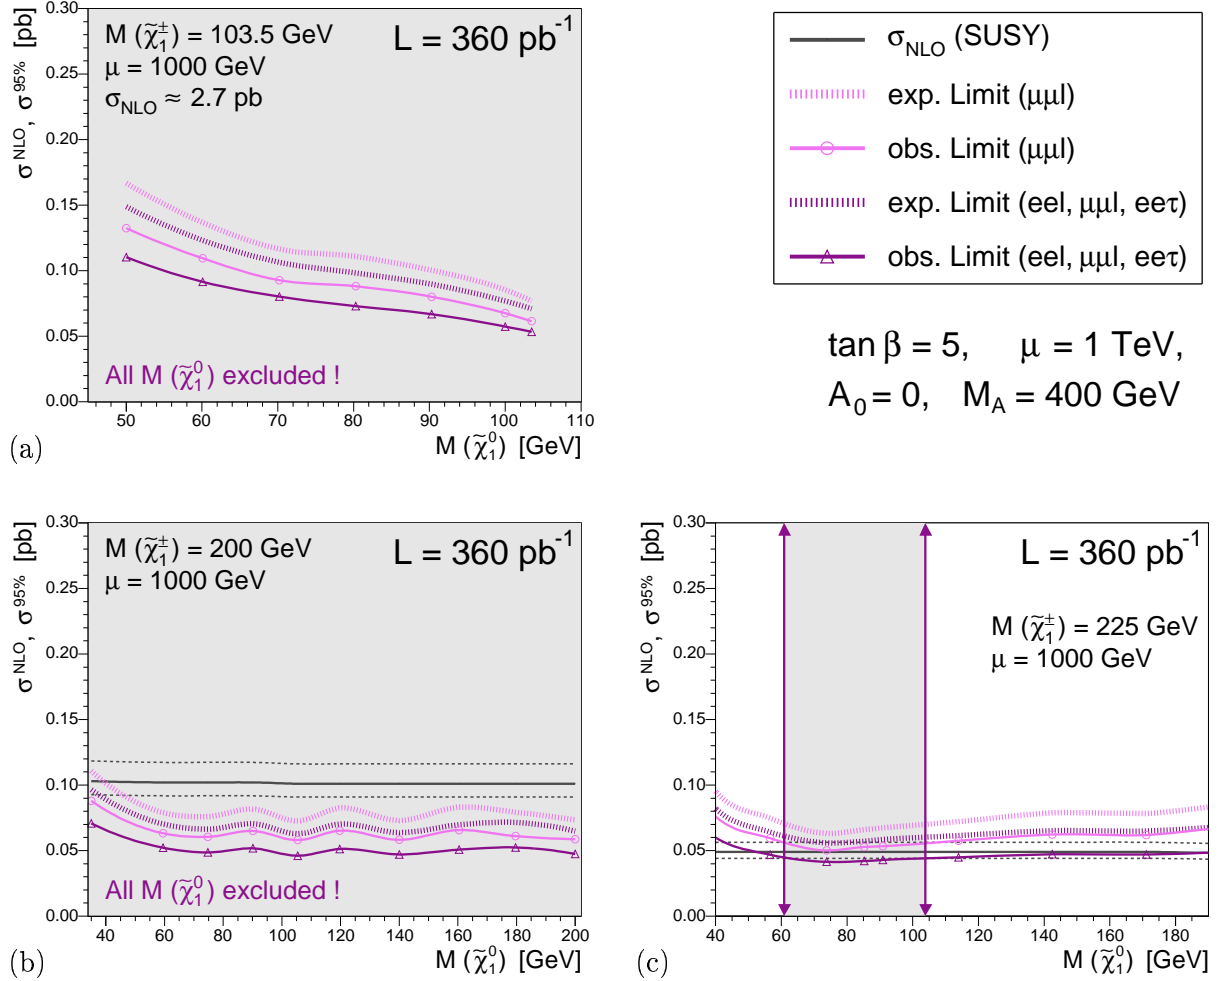 σ^NLO, σ^95% [pb]
0.30
0.25
0.20
0.15
0.10
0.05
0.00
M (χ̃₁±) = 103.5 GeV
μ = 1000 GeV
σ_NLO ≈ 2.7 pb
L = 360 pb⁻¹
All M (χ̃₁⁰) excluded !
50 60 70 80 90 100 110
M (χ̃₁⁰) [GeV]
(a)
σ_NLO (SUSY)
exp. Limit (μμl)
obs. Limit (μμl)
exp. Limit (eel, μμl, eeτ)
obs. Limit (eel, μμl, eeτ)
tan β = 5, μ = 1 TeV,
A₀ = 0, M_A = 400 GeV
σ^NLO, σ^95% [pb]
0.30
0.25
0.20
0.15
0.10
0.05
0.00
M (χ̃₁±) = 200 GeV
μ = 1000 GeV
L = 360 pb⁻¹
All M (χ̃₁⁰) excluded !
40 60 80 100 120 140 160 180 200
M (χ̃₁⁰) [GeV]
(b)
σ^NLO, σ^95% [pb]
0.30
0.25
0.20
0.15
0.10
0.05
0.00
L = 360 pb⁻¹
M (χ̃₁±) = 225 GeV
μ = 1000 GeV
40 60 80 100 120 140 160 180
M (χ̃₁⁰) [GeV]
(c)